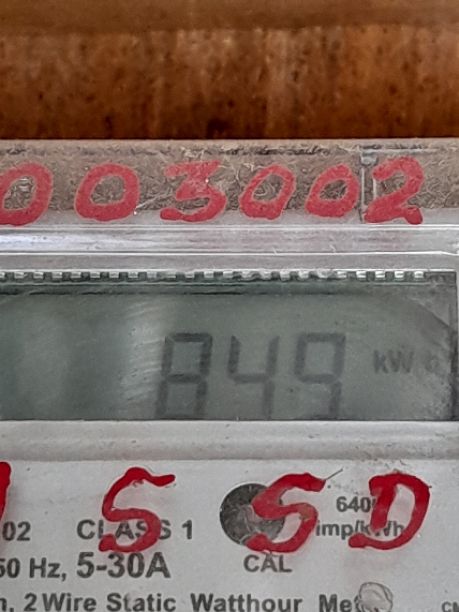 003002
849 kW
S SD
02 CLASS 1 6400 imp/kWh
50 Hz, 5-30A CAL
2 Wire Static Watthour Me